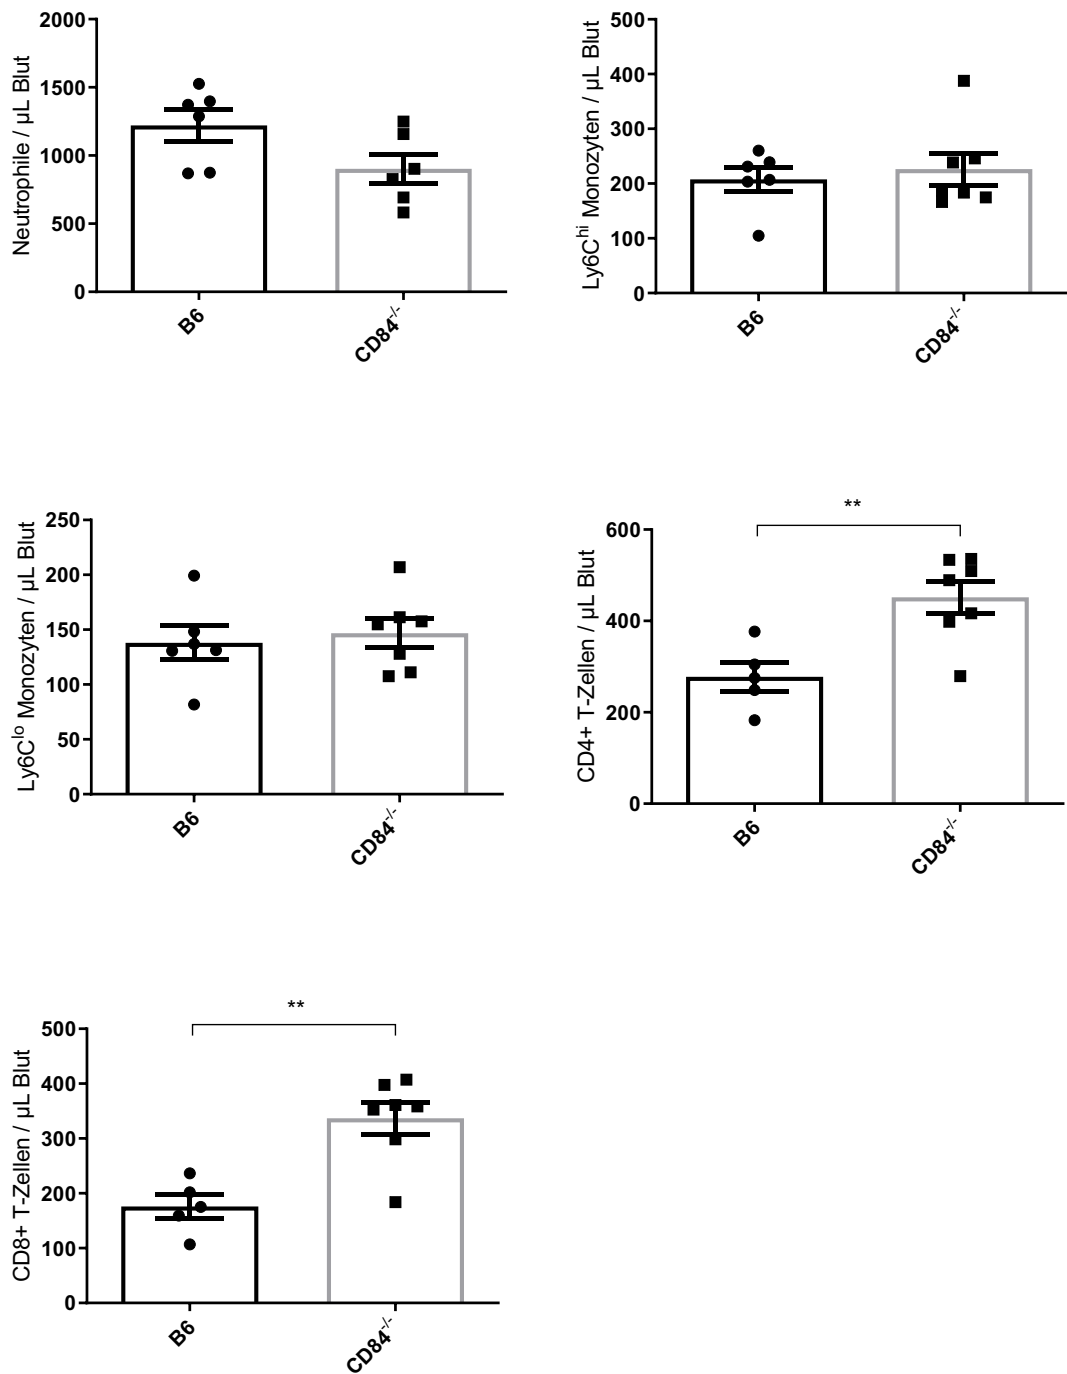 Neutrophile / µL Blut
2000
1500
1000
500
0
B6
CD84-/-
Ly6Chi Monozyten / µL Blut
500
400
300
200
100
0
B6
CD84-/-
Ly6Clo Monozyten / µL Blut
250
200
150
100
50
0
B6
CD84-/-
**
CD4+ T-Zellen / µL Blut
600
400
200
0
B6
CD84-/-
**
CD8+ T-Zellen / µL Blut
500
400
300
200
100
0
B6
CD84-/-